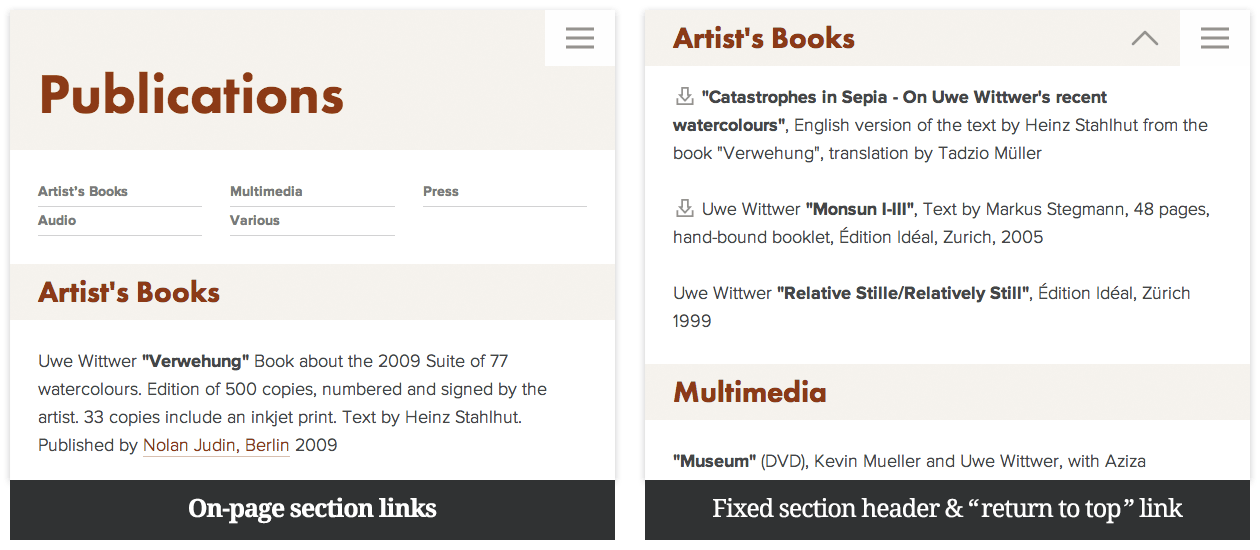 Publications
Artist's Books
Multimedia
Press
Audio
Various
Artist's Books
Uwe Wittwer "Verwehung" Book about the 2009 Suite of 77
watercolours. Edition of 500 copies, numbered and signed by the
artist. 33 copies include an inkjet print. Text by Heinz Stahlhut.
Published by Nolan Judin, Berlin 2009
On-page section links
Artist's Books
"Catastrophes in Sepia - On Uwe Wittwer's recent
watercolours", English version of the text by Heinz Stahlhut from the
book "Verwehung", translation by Tadzio Müller
Uwe Wittwer "Monsun I-III", Text by Markus Stegmann, 48 pages,
hand-bound booklet, Édition Idéal, Zurich, 2005
Uwe Wittwer "Relative Stille/Relatively Still", Édition Idéal, Zürich
1999
Multimedia
"Museum" (DVD), Kevin Mueller and Uwe Wittwer, with Aziza
Fixed section header & “return to top” link